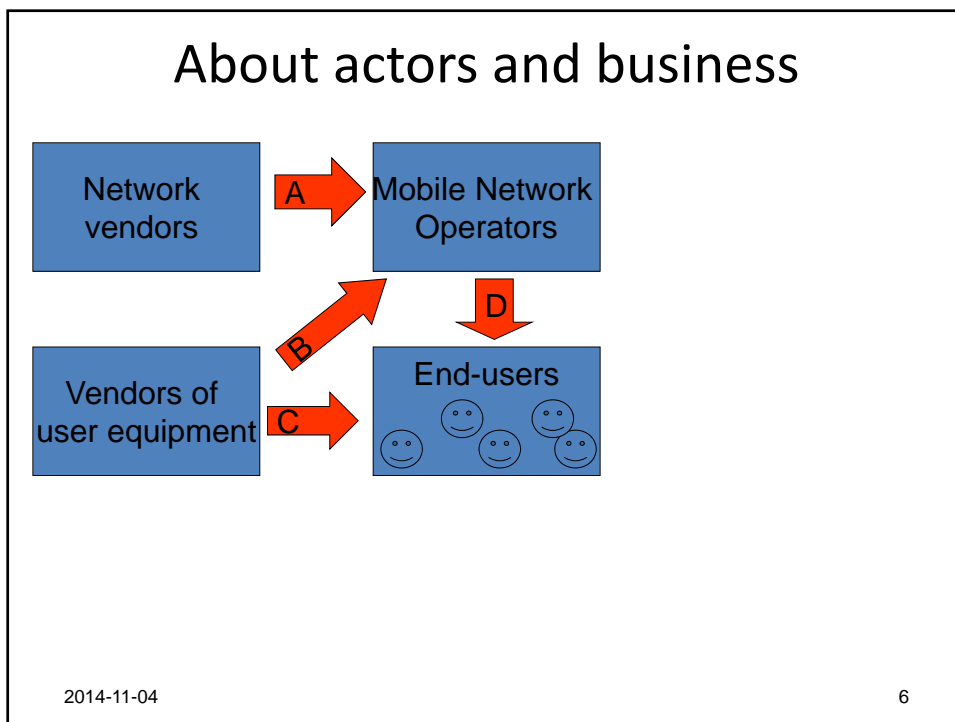 About actors and business
Network
vendors
A
Mobile Network
Operators
B
D
Vendors of
user equipment
C
End-users
2014-11-04
6